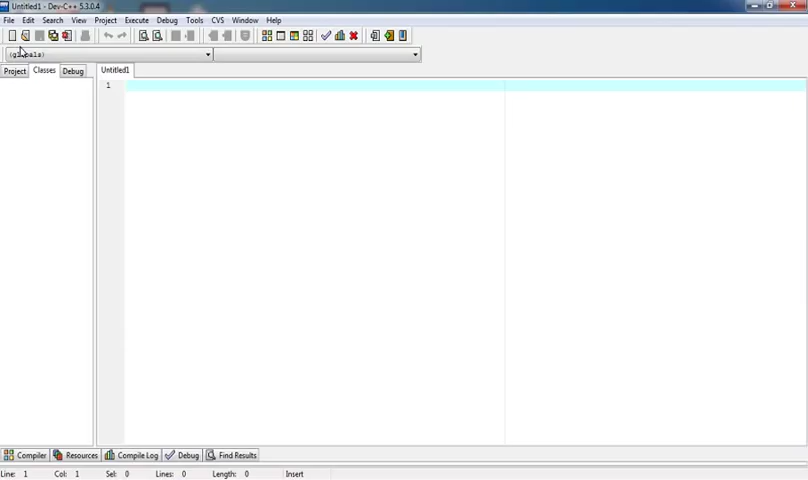 Untitled1 - Dev-C++ 5.3.0.4
File Edit Search View Project Execute Debug Tools CVS Window Help
(globals)
Project Classes Debug Untitled1
1
Compiler Resources Compile Log Debug Find Results
Line: 1 Col: 1 Sel: 0 Lines: 0 Length: 0 Insert